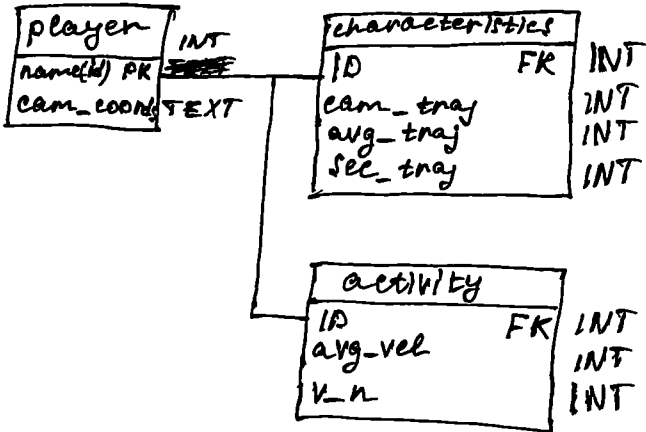 player
INT
name(id) PK
cam_coords TEXT
characteristics
ID FK INT
cam_traj INT
avg_traj INT
sec_traj INT
activity
ID FK INT
avg_vel INT
v_n INT